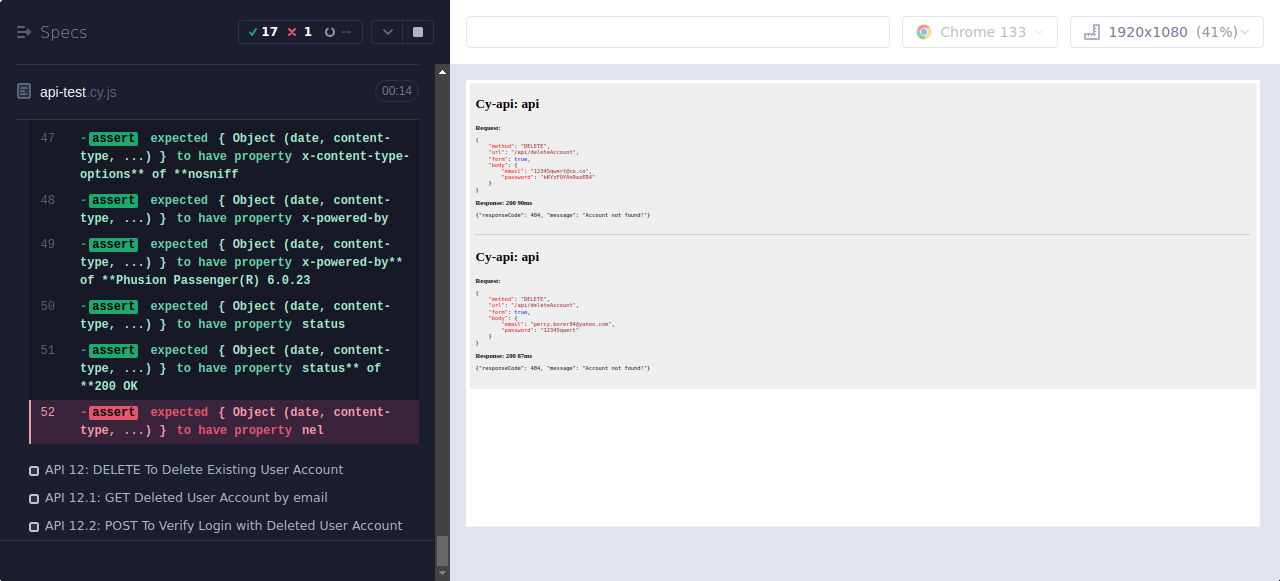 Specs
17
1
--
Chrome 133
1920x1080 (41%)
api-test.cy.js
00:14
47 -assert expected { Object (date, content-
type, ...) } to have property x-content-type-
options** of **nosniff
48 -assert expected { Object (date, content-
type, ...) } to have property x-powered-by
49 -assert expected { Object (date, content-
type, ...) } to have property x-powered-by**
of **Phusion Passenger(R) 6.0.23
50 -assert expected { Object (date, content-
type, ...) } to have property status
51 -assert expected { Object (date, content-
type, ...) } to have property status** of
**200 OK
52 -assert expected { Object (date, content-
type, ...) } to have property nel
API 12: DELETE To Delete Existing User Account
API 12.1: GET Deleted User Account by email
API 12.2: POST To Verify Login with Deleted User Account
Cy-api: api
Request:
{
"method": "DELETE",
"url": "/api/deleteAccount",
"form": true,
"body": {
"email": "12345qwert@co.co",
}
}
Response: 200 90ms
{"responseCode": 404, "message": "Account not found!"}
Cy-api: api
Request:
{
"method": "DELETE",
"url": "/api/deleteAccount",
"form": true,
"body": {
"email": "percy.borer84@yahoo.com",
"password": "12345qwert"
}
}
Response: 200 87ms
{"responseCode": 404, "message": "Account not found!"}